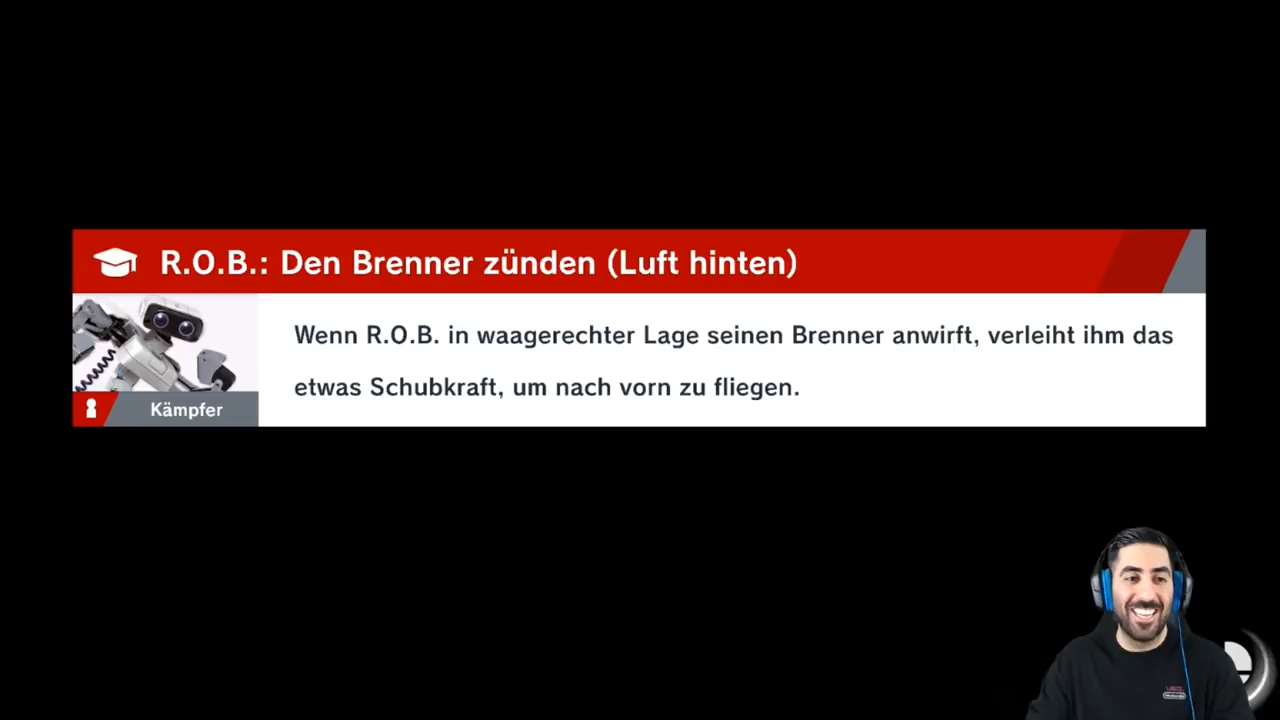 R.O.B.: Den Brenner zünden (Luft hinten)
Wenn R.O.B. in waagerechter Lage seinen Brenner anwirft, verleiht ihm das
etwas Schubkraft, um nach vorn zu fliegen.
Kämpfer